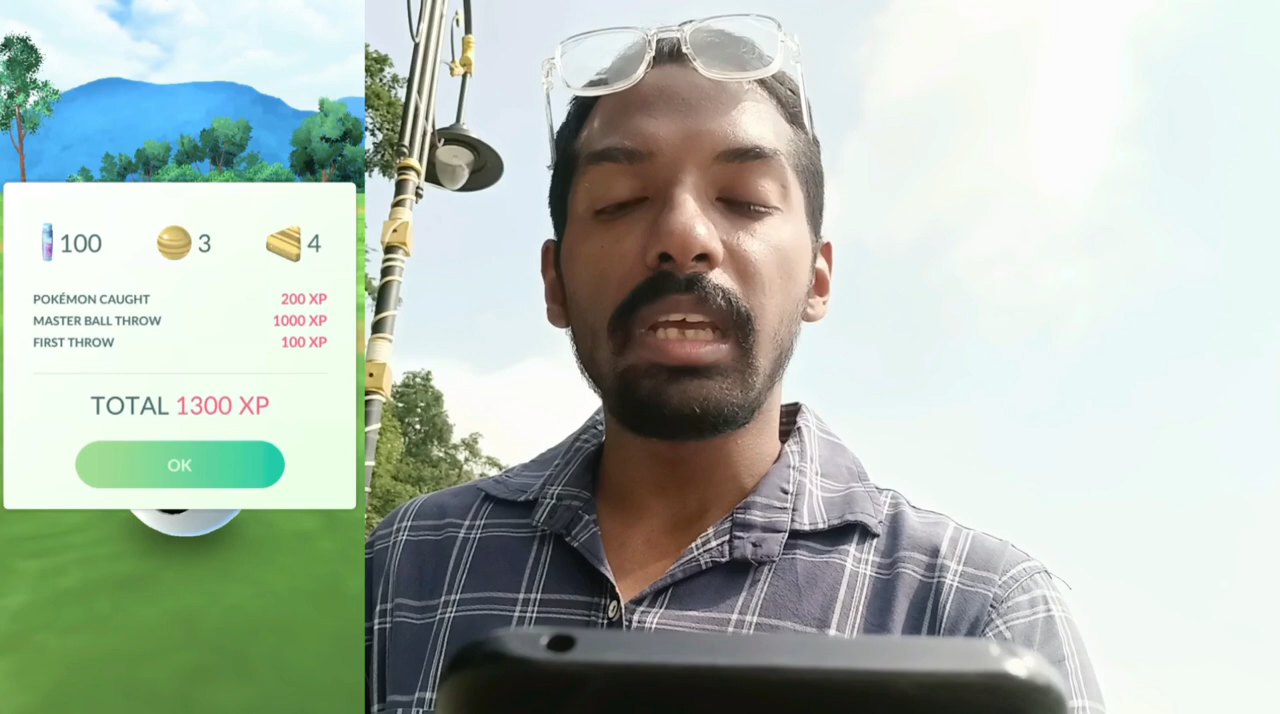 100 3 4
POKÉMON CAUGHT 200 XP
MASTER BALL THROW 1000 XP
FIRST THROW 100 XP
TOTAL 1300 XP
OK